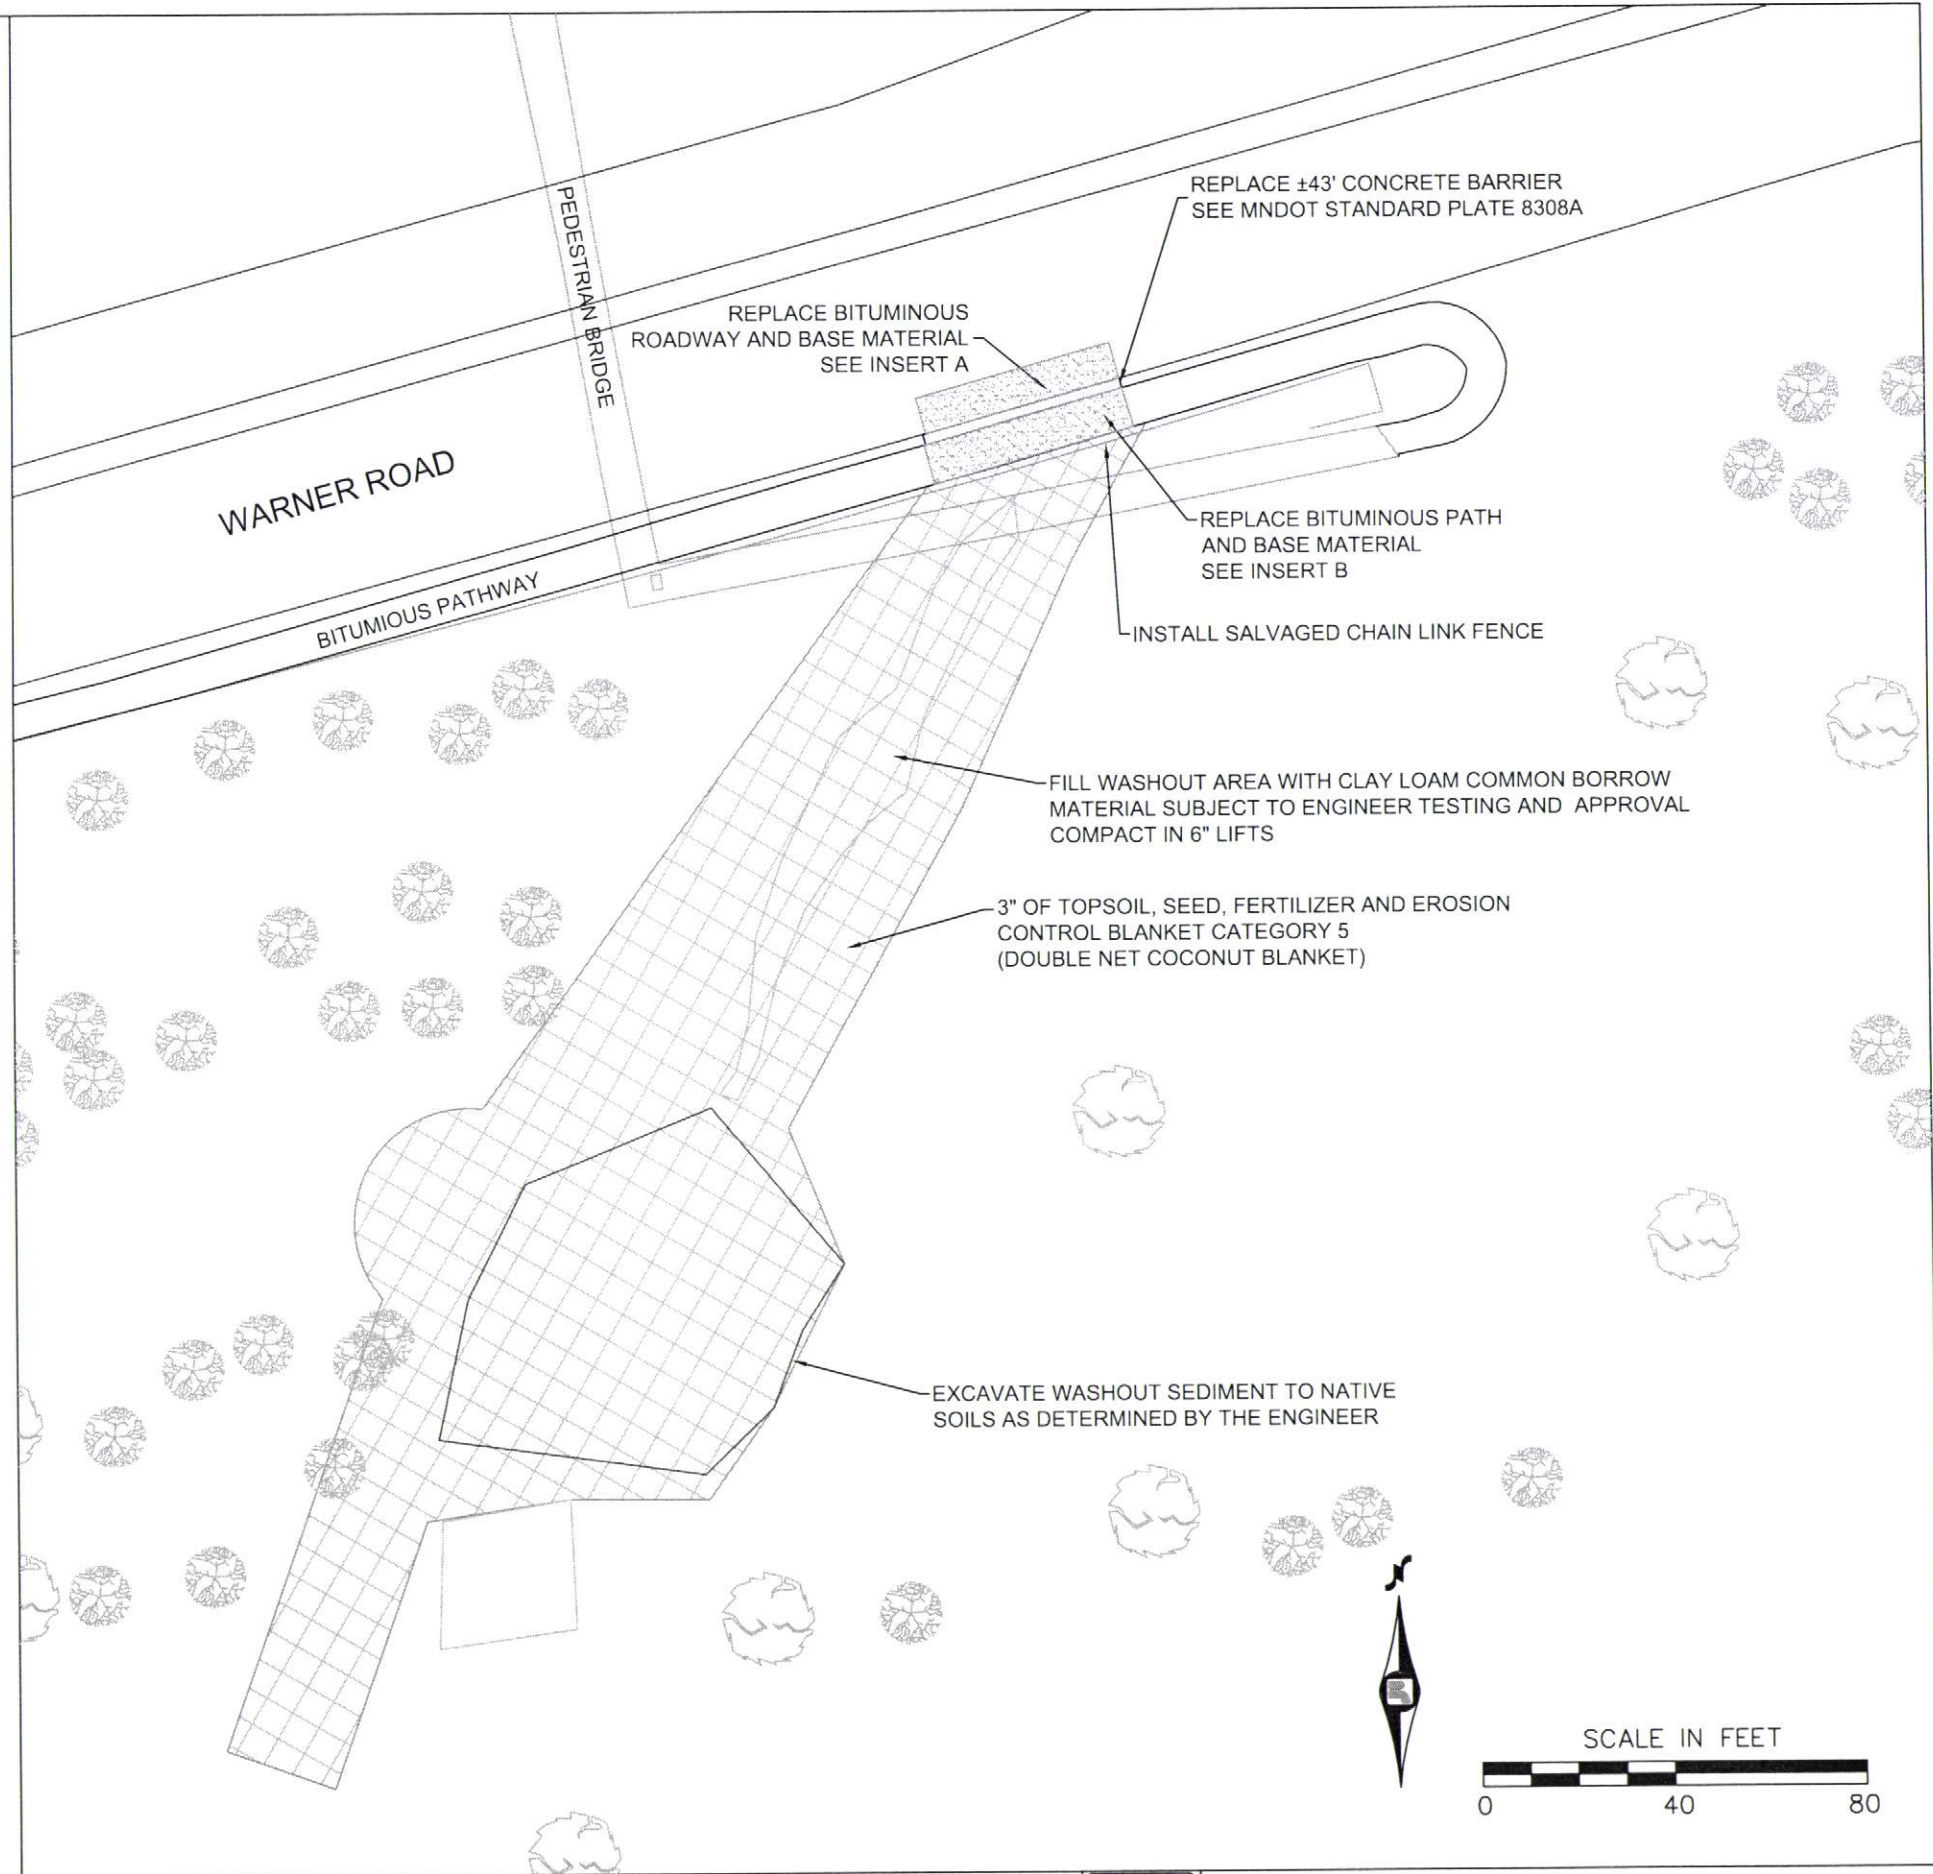 REPLACE ±43' CONCRETE BARRIER
SEE MNDOT STANDARD PLATE 8308A
PEDESTRIAN BRIDGE
REPLACE BITUMINOUS
ROADWAY AND BASE MATERIAL
SEE INSERT A
WARNER ROAD
REPLACE BITUMINOUS PATH
AND BASE MATERIAL
SEE INSERT B
BITUMIOUS PATHWAY
INSTALL SALVAGED CHAIN LINK FENCE
FILL WASHOUT AREA WITH CLAY LOAM COMMON BORROW
MATERIAL SUBJECT TO ENGINEER TESTING AND APPROVAL
COMPACT IN 6" LIFTS
3" OF TOPSOIL, SEED, FERTILIZER AND EROSION
CONTROL BLANKET CATEGORY 5
(DOUBLE NET COCONUT BLANKET)
EXCAVATE WASHOUT SEDIMENT TO NATIVE
SOILS AS DETERMINED BY THE ENGINEER
N
SCALE IN FEET
0 40 80